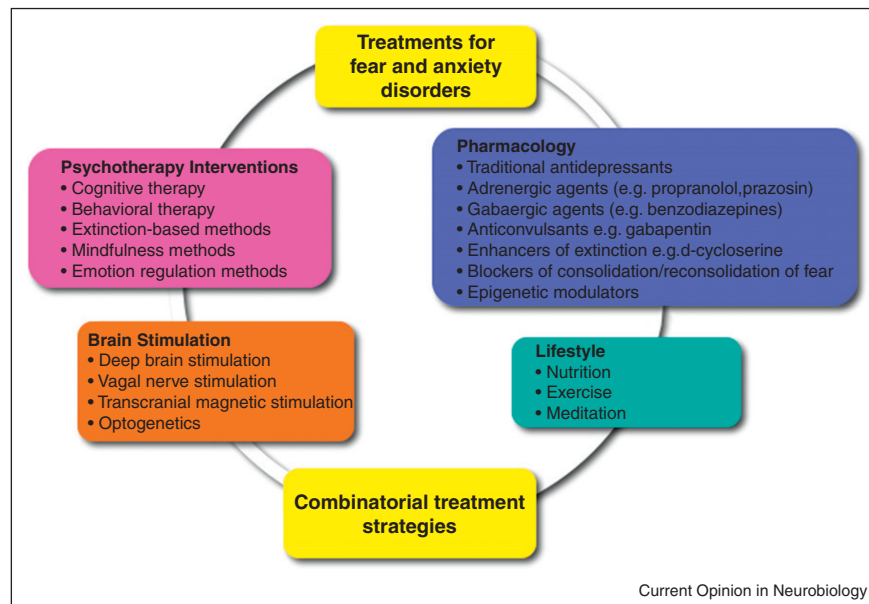 Treatments for
fear and anxiety
disorders
Psychotherapy Interventions
• Cognitive therapy
• Behavioral therapy
• Extinction-based methods
• Mindfulness methods
• Emotion regulation methods
Pharmacology
• Traditional antidepressants
• Adrenergic agents (e.g. propranolol,prazosin)
• Gabaergic agents (e.g. benzodiazepines)
• Anticonvulsants e.g. gabapentin
• Enhancers of extinction e.g.d-cycloserine
• Blockers of consolidation/reconsolidation of fear
• Epigenetic modulators
Brain Stimulation
• Deep brain stimulation
• Vagal nerve stimulation
• Transcranial magnetic stimulation
• Optogenetics
Lifestyle
• Nutrition
• Exercise
• Meditation
Combinatorial treatment
strategies
Current Opinion in Neurobiology